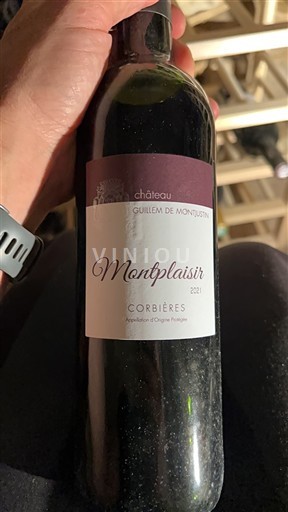 château
GUILLEM DE MONTJUSTIN
VINIOU
Montplaisir
2021
CORBIÈRES
Appellation d'Origine Protégée